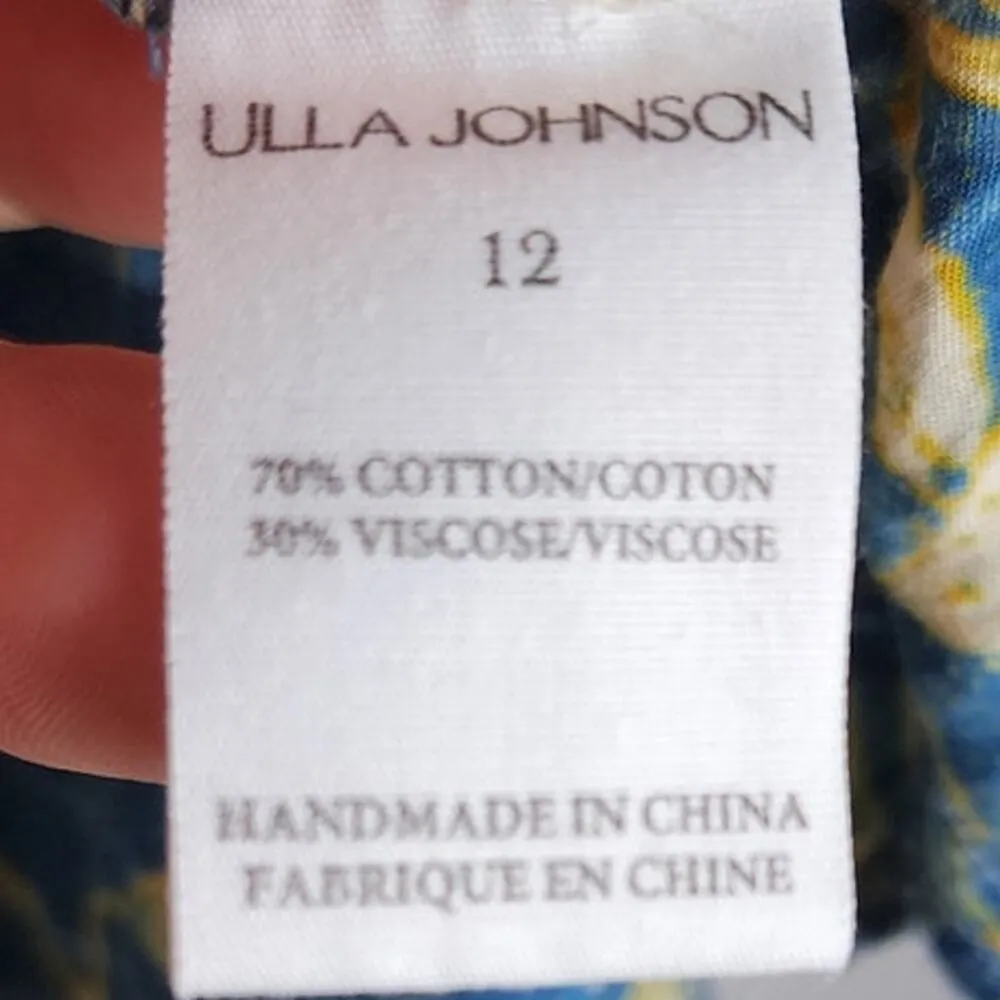 ULLA JOHNSON
12
70% COTTON/COTON
30% VISCOSE/VISCOSE
HANDMADE IN CHINA
FABRIQUE EN CHINE